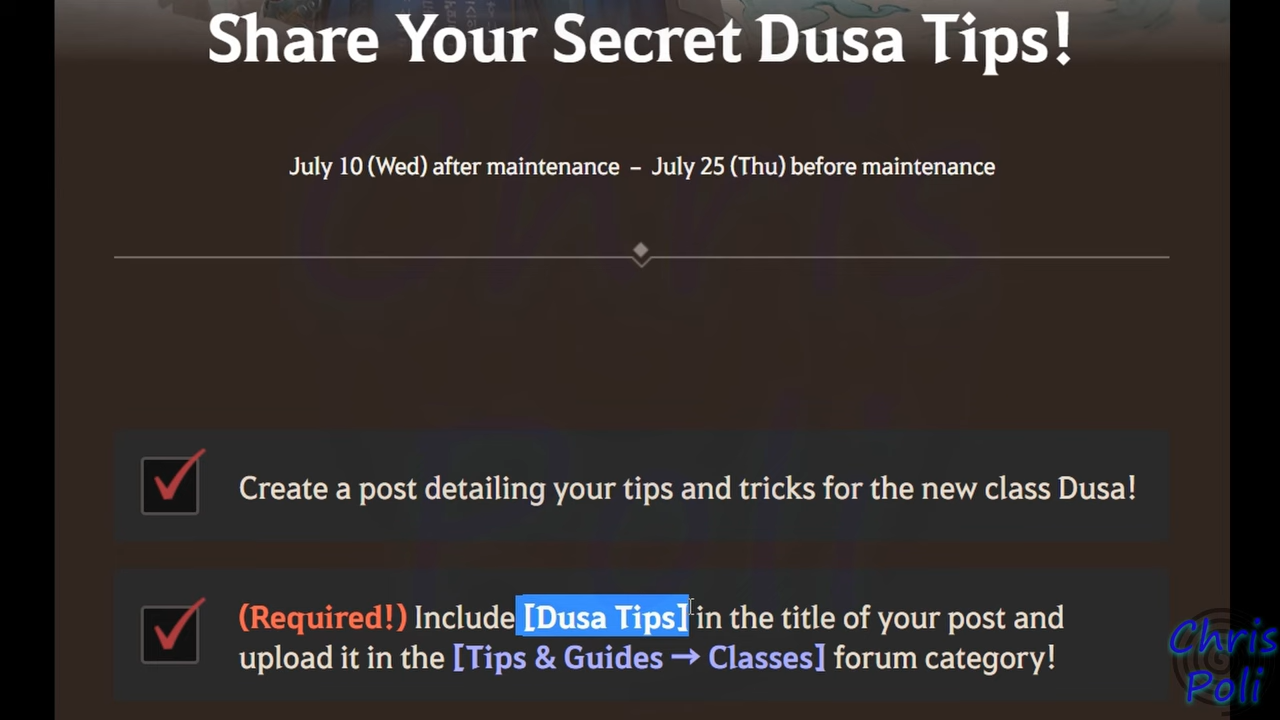 Share Your Secret Dusa Tips!
July 10 (Wed) after maintenance – July 25 (Thu) before maintenance
Create a post detailing your tips and tricks for the new class Dusa!
(Required!) Include [Dusa Tips] in the title of your post and
upload it in the [Tips & Guides → Classes] forum category!
Chris
Poli